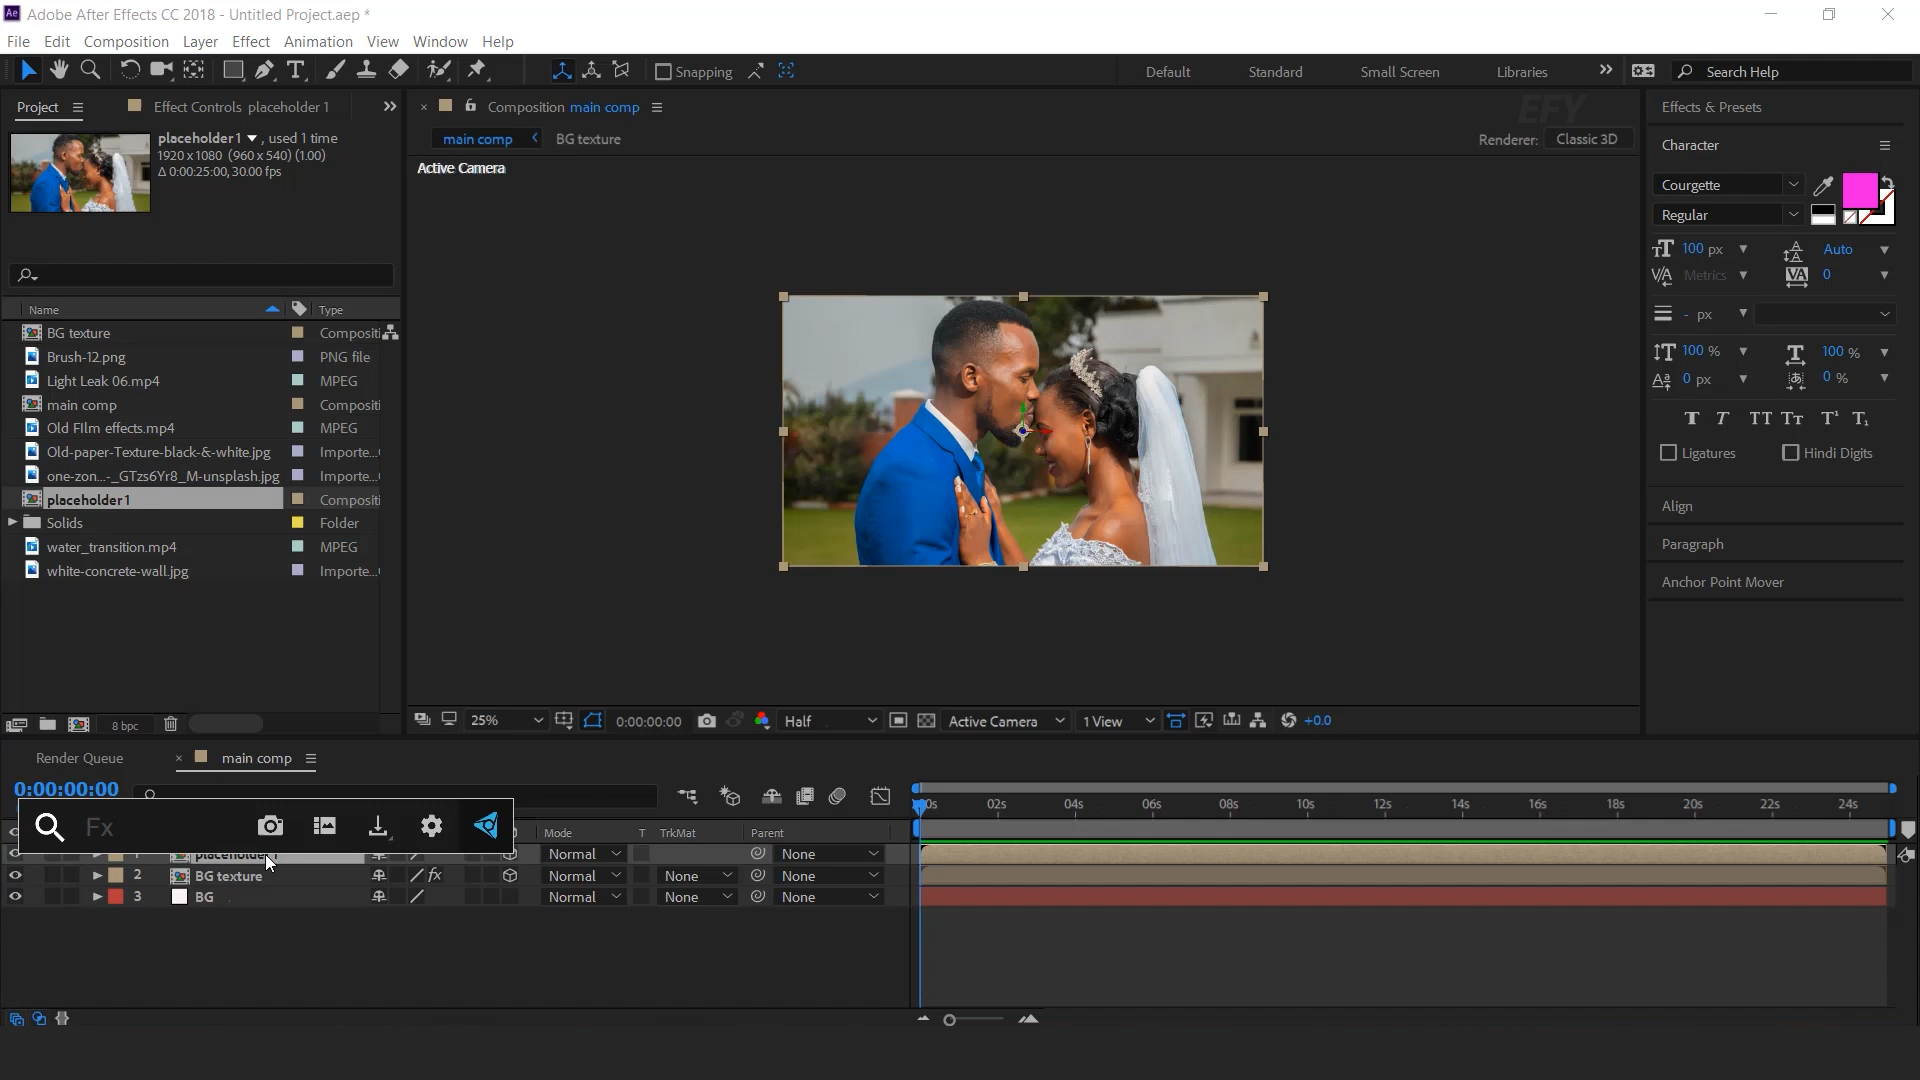 Ae Adobe After Effects CC 2018 - Untitled Project.aep *
File Edit Composition Layer Effect Animation View Window Help
Snapping Default Standard Small Screen Libraries Search Help
Project Effect Controls placeholder 1 Composition main comp EFY Effects & Presets
placeholder1 , used 1 time
1920 x 1080 (960 x 540) (1.00)
Δ 0:00:25:00, 30.00 fps
main comp BG texture Renderer: Classic 3D
Active Camera
Character
Courgette
Regular
100 px Auto
Metrics 0
- px
100 % 100 %
0 px 0 %
Ligatures Hindi Digits
Align
Paragraph
Anchor Point Mover
Name Type
BG texture Compositi
Brush-12.png PNG file
Light Leak 06.mp4 MPEG
main comp Compositi
Old FIlm effects.mp4 MPEG
Old-paper-Texture-black-&-white.jpg Importe...
one-zon...-_GTzs6Yr8_M-unsplash.jpg Importe...
placeholder1 Compositi
Solids Folder
water_transition.mp4 MPEG
white-concrete-wall.jpg Importe...
8 bpc
25% 0:00:00:00 Half Active Camera 1 View +0.0
Render Queue main comp
0:00:00:00
Fx
Mode T TrkMat Parent
0s 02s 04s 06s 08s 10s 12s 14s 16s 18s 20s 22s 24s
1 placeholder1 Normal None
2 BG texture fx Normal None None
3 BG Normal None None